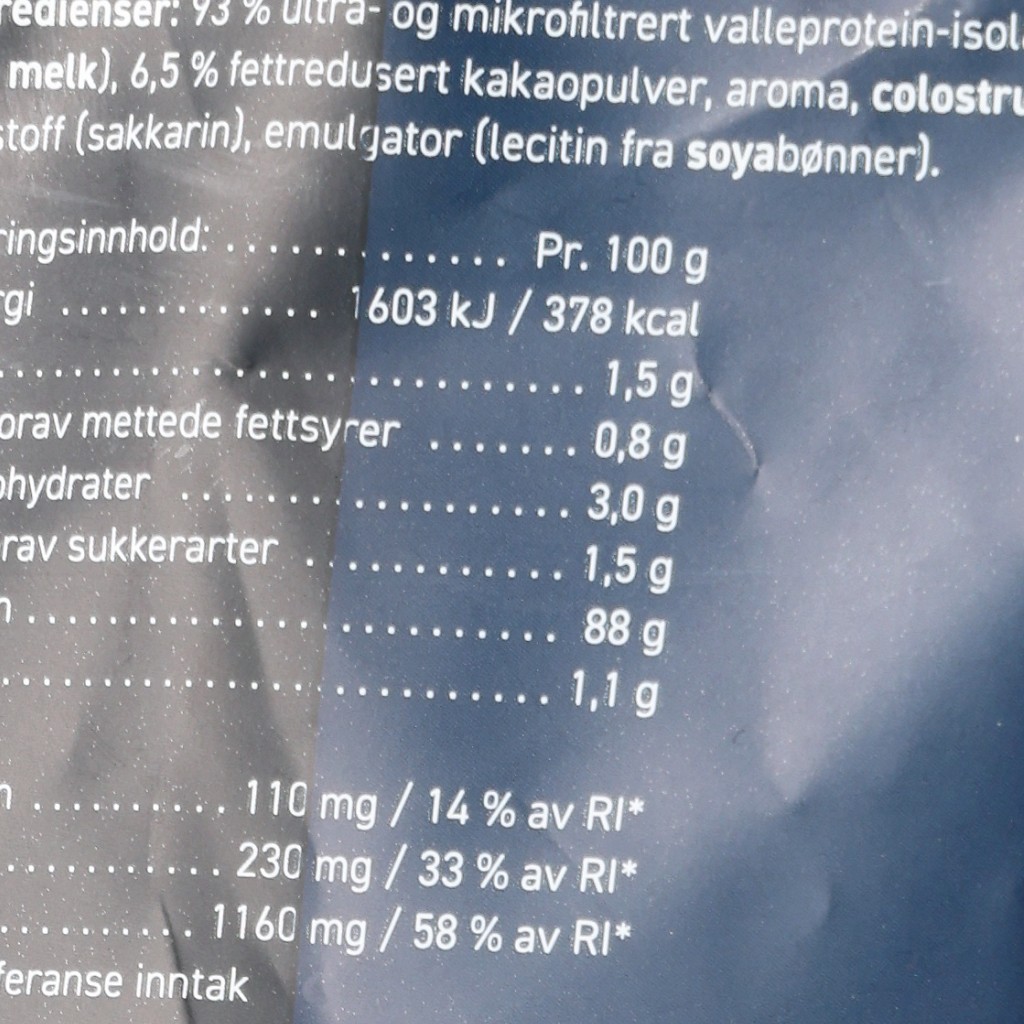 redienser: 93 % ultra- og mikrofiltrert valleprotein-isol
melk), 6,5 % fettredusert kakaopulver, aroma, colostru
stoff (sakkarin), emulgator (lecitin fra soyabønner).
ringsinnhold: . . . . . . . . . . . . . Pr. 100 g
rgi . . . . . . . . . . . . . 1603 kJ / 378 kcal
. . . . . . . . . . . . . . . . . . . . . . . . . . . 1,5 g
orav mettede fettsyrer . . . . . . . 0,8 g
ohydrater . . . . . . . . . . . . . . . . . . . 3,0 g
rav sukkerarter . . . . . . . . . . . . 1,5 g
n . . . . . . . . . . . . . . . . . . . . . . . . . 88 g
. . . . . . . . . . . . . . . . . . . . . . . . . . 1,1 g
n . . . . . . . . . . 110 mg / 14 % av RI*
. . . . . . . . . . . 230 mg / 33 % av RI*
. . . . . . . . . . 1160 mg / 58 % av RI*
feranse inntak